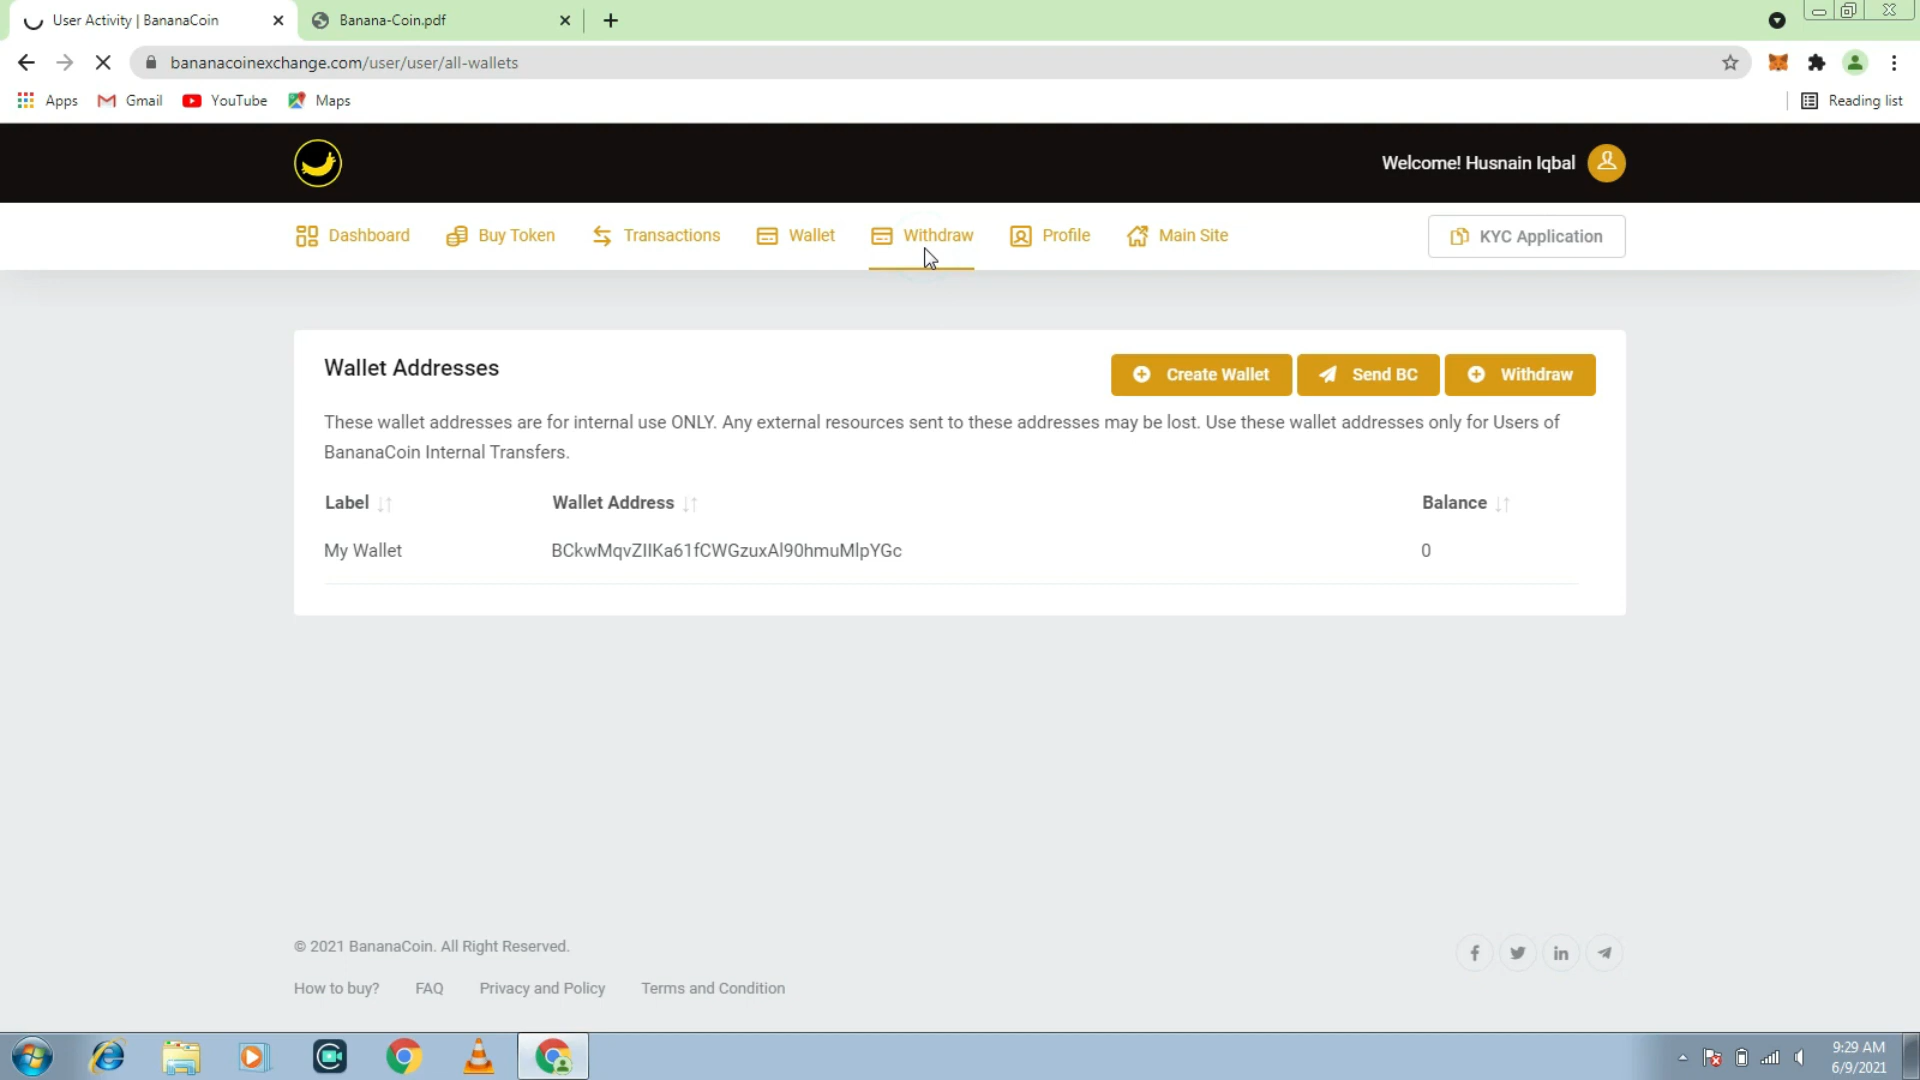 User Activity | BananaCoin
Banana-Coin.pdf
bananacoinexchange.com/user/user/all-wallets
Apps
Gmail
YouTube
Maps
Reading list
Welcome! Husnain Iqbal
Dashboard
Buy Token
Transactions
Wallet
Withdraw
Profile
Main Site
KYC Application
Wallet Addresses
Create Wallet
Send BC
Withdraw
These wallet addresses are for internal use ONLY. Any external resources sent to these addresses may be lost. Use these wallet addresses only for Users of
BananaCoin Internal Transfers.
Label
Wallet Address
Balance
My Wallet
BCkwMqvZIIKa61fCWGzuxAl90hmuMlpYGc
0
© 2021 BananaCoin. All Right Reserved.
How to buy?
FAQ
Privacy and Policy
Terms and Condition
9:29 AM
6/9/2021